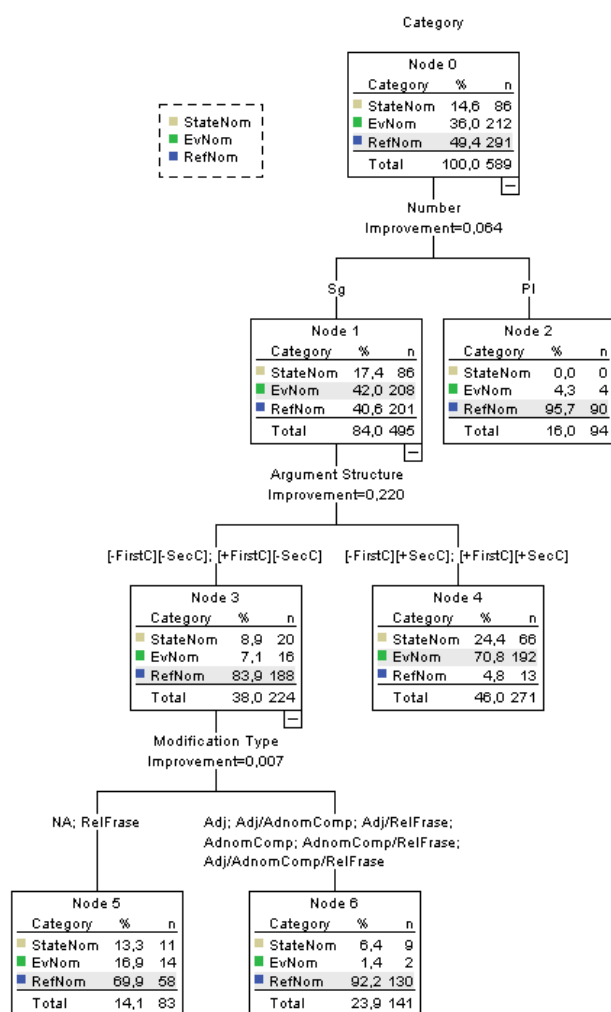 Category
StateNom
EvNom
RefNom
Node 0
Category % n
StateNom 14,6 86
EvNom 36,0 212
RefNom 49,4 291
Total 100,0 589
Number
Improvement=0,064
Sg
Pl
Node 1
Category % n
StateNom 17,4 86
EvNom 42,0 208
RefNom 40,6 201
Total 84,0 495
Node 2
Category % n
StateNom 0,0 0
EvNom 4,3 4
RefNom 95,7 90
Total 16,0 94
Argument Structure
Improvement=0,220
[-FirstC][-SecC]; [+FirstC][-SecC]
[-FirstC][+SecC]; [+FirstC][+SecC]
Node 3
Category % n
StateNom 8,9 20
EvNom 7,1 16
RefNom 83,9 188
Total 38,0 224
Node 4
Category % n
StateNom 24,4 66
EvNom 70,8 192
RefNom 4,8 13
Total 46,0 271
Modification Type
Improvement=0,007
NA; RelFrase
Adj; Adj/AdnomComp; Adj/RelFrase;
AdnomComp; AdnomComp/RelFrase;
Adj/AdnomComp/RelFrase
Node 5
Category % n
StateNom 13,3 11
EvNom 16,9 14
RefNom 69,9 58
Total 14,1 83
Node 6
Category % n
StateNom 6,4 9
EvNom 1,4 2
RefNom 92,2 130
Total 23,9 141